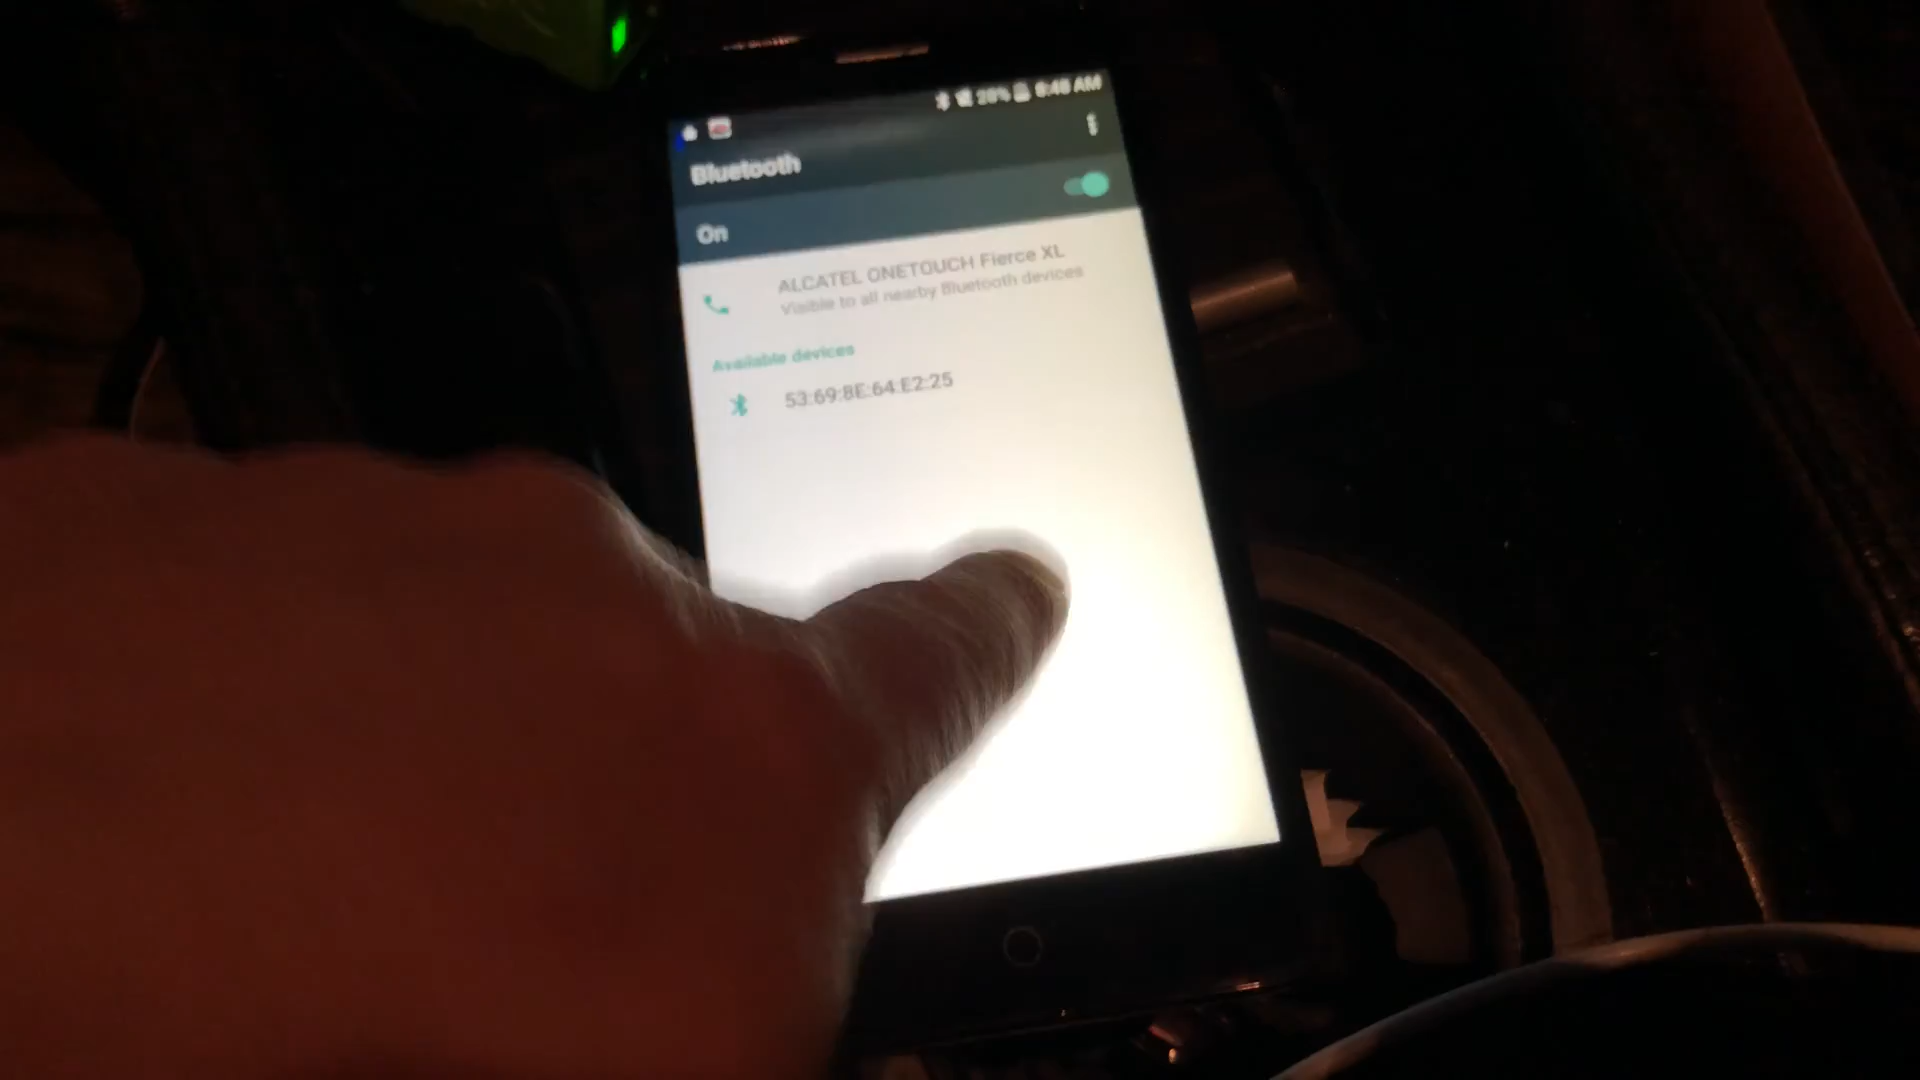 28% 8:48 AM
Bluetooth
On
ALCATEL ONETOUCH Fierce XL
Visible to all nearby Bluetooth devices
Available devices
53:69:8E:64:E2:25